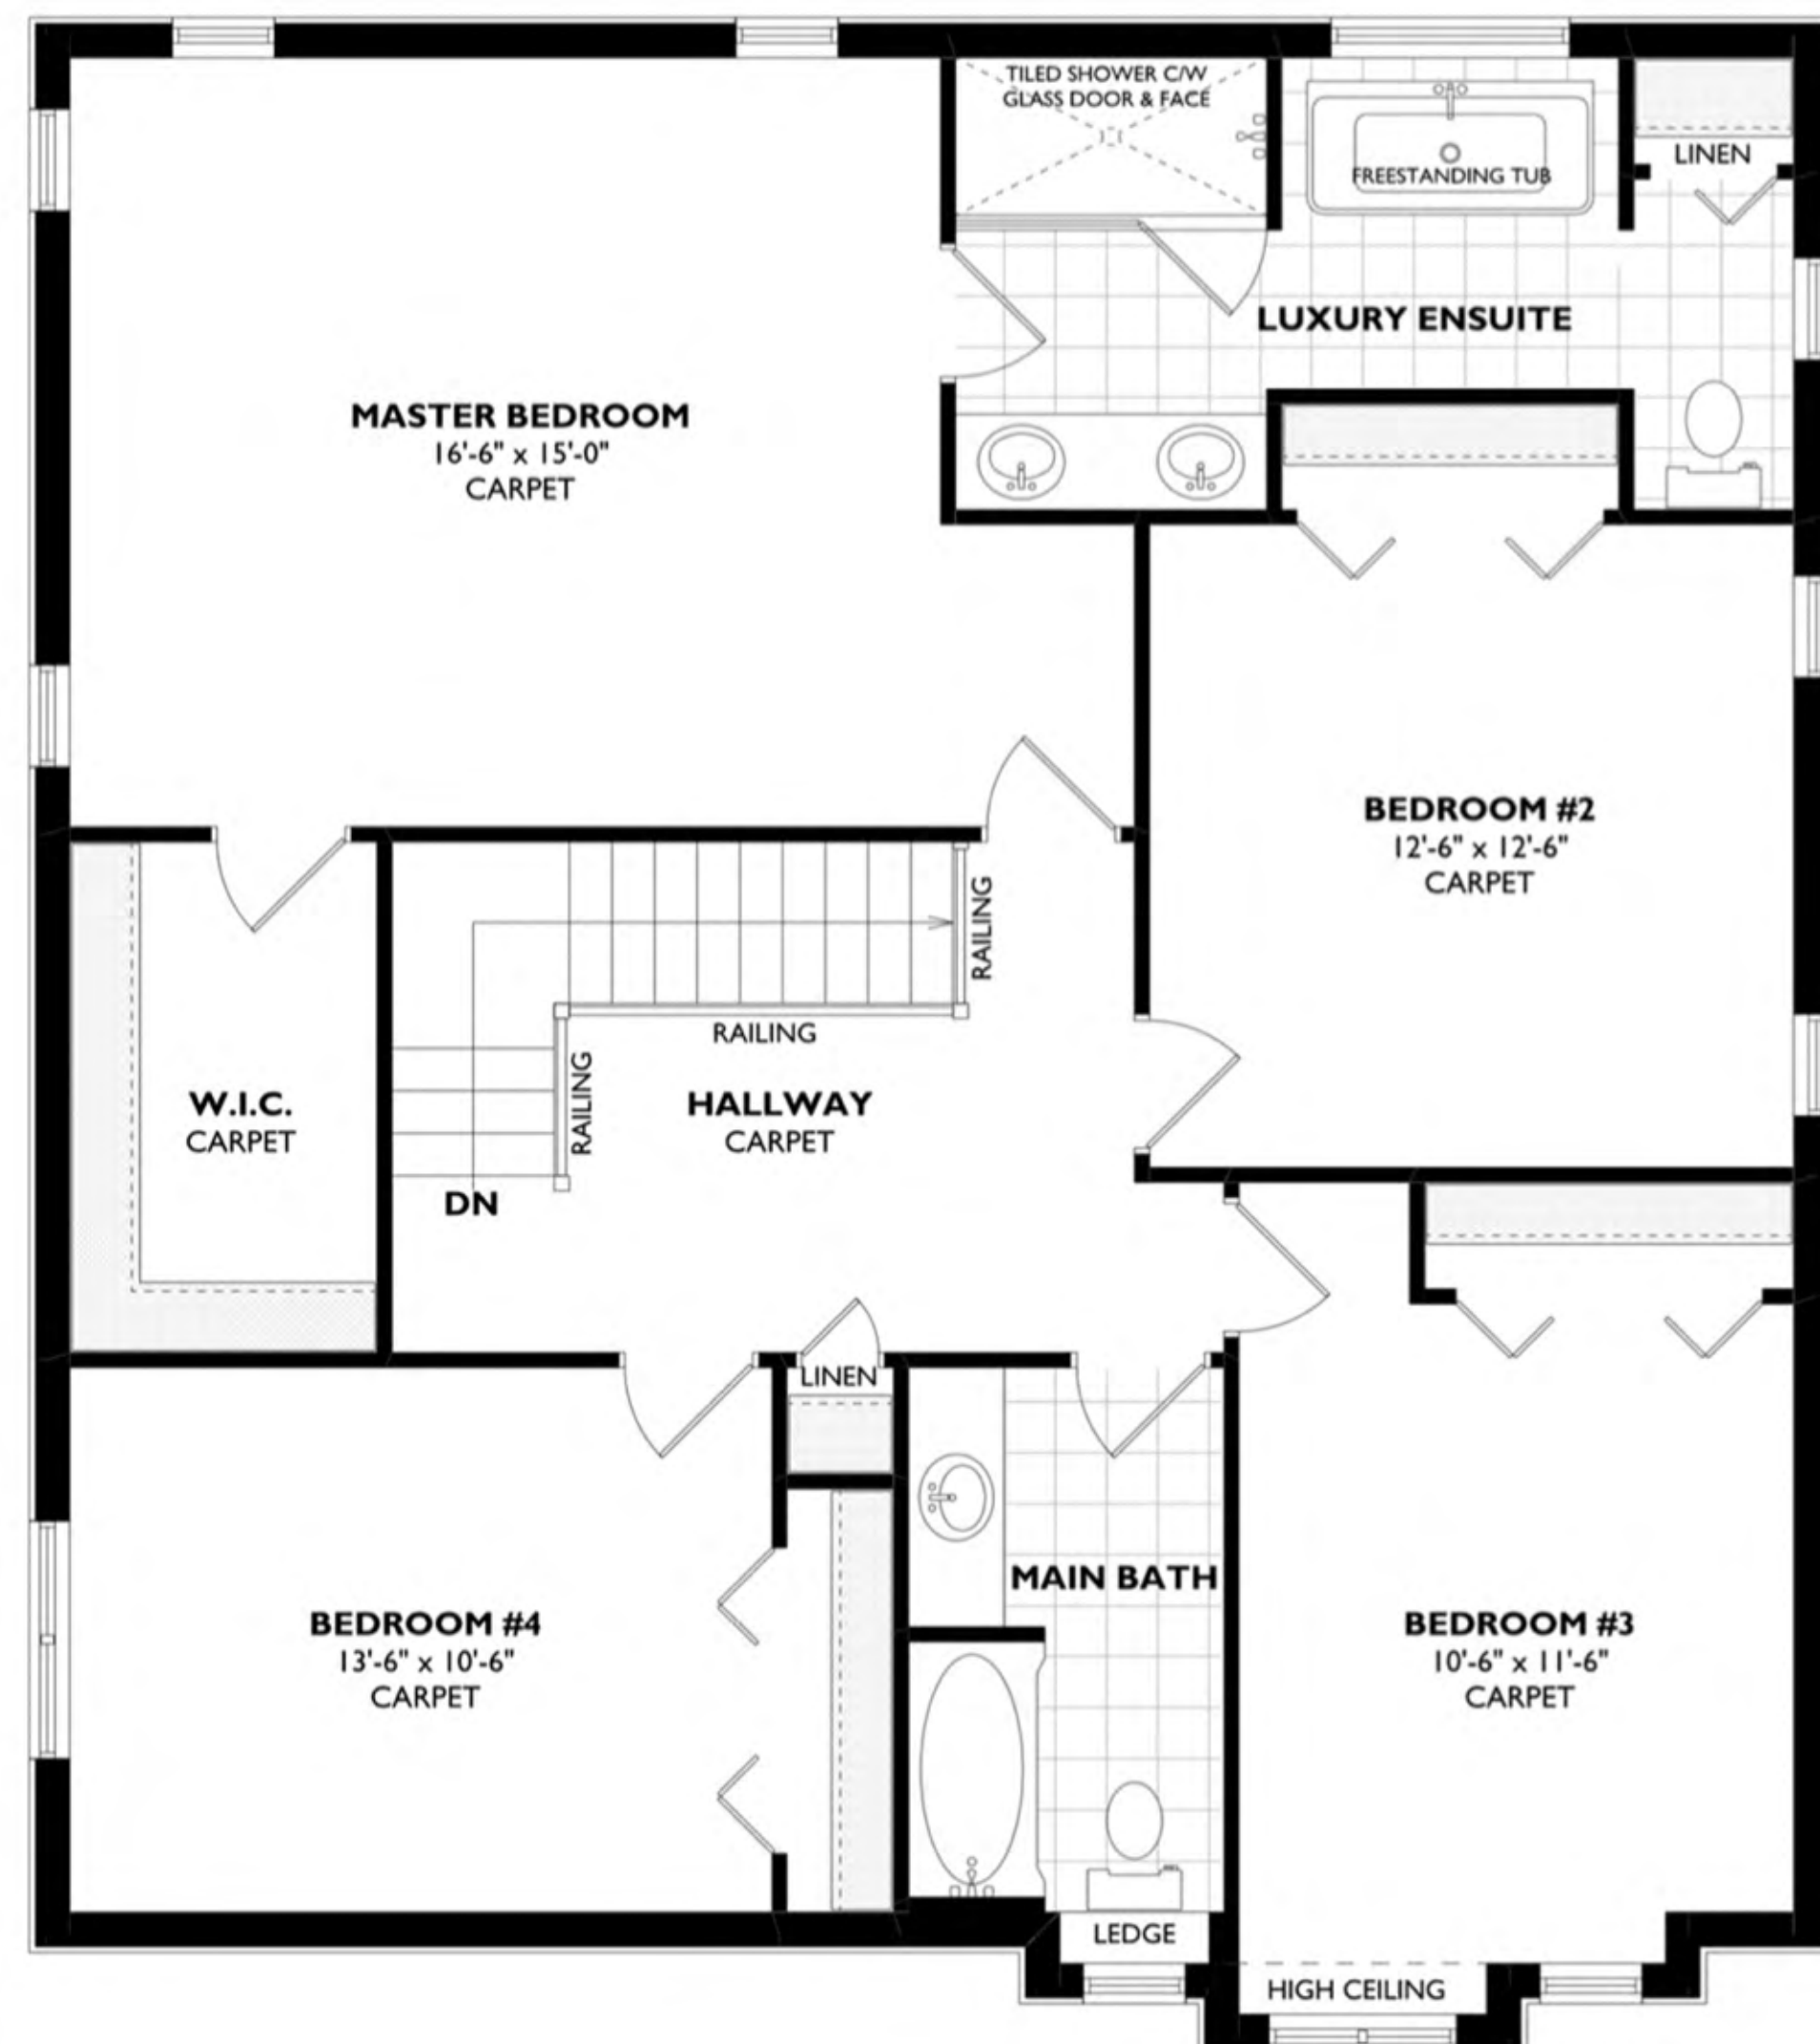 TILED SHOWER C/W
GLASS DOOR & FACE
FREESTANDING TUB
LINEN
LUXURY ENSUITE
MASTER BEDROOM
16'-6" x 15'-0"
CARPET
BEDROOM #2
12'-6" x 12'-6"
CARPET
RAILING
RAILING
RAILING
W.I.C.
CARPET
HALLWAY
CARPET
DN
LINEN
MAIN BATH
BEDROOM #4
13'-6" x 10'-6"
CARPET
BEDROOM #3
10'-6" x 11'-6"
CARPET
LEDGE
HIGH CEILING